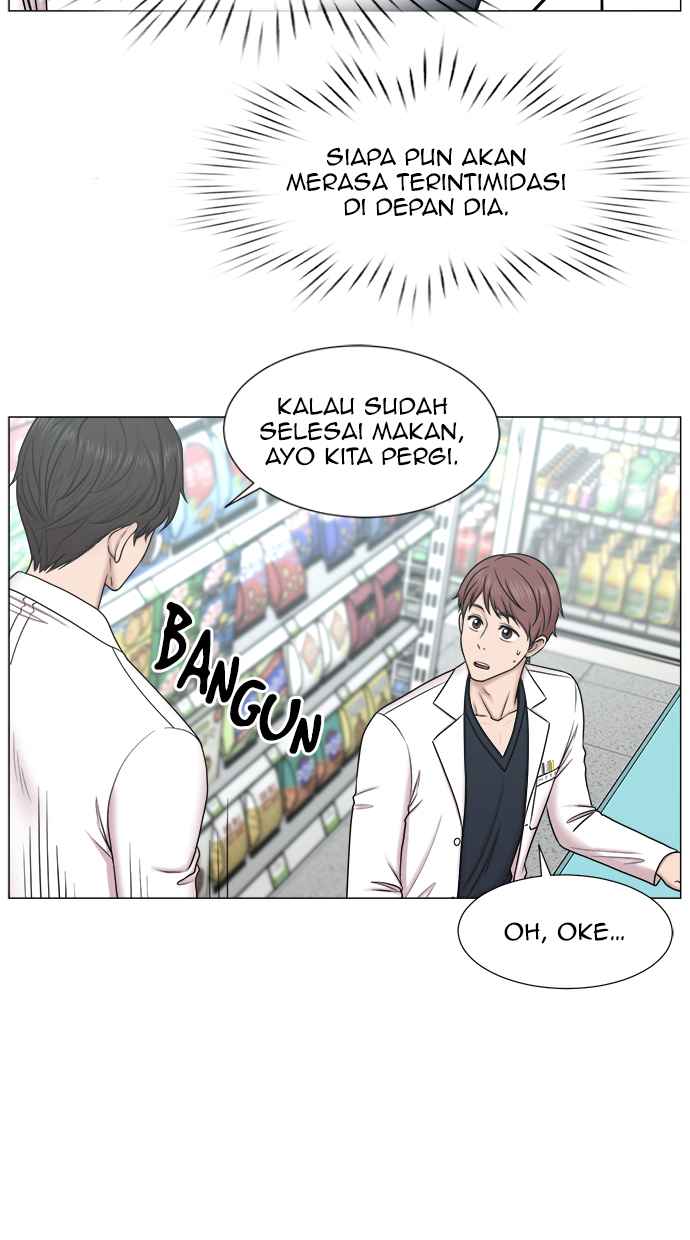 SIAPA PUN AKAN
MERASA TERINTIMIDASI
DI DEPAN DIA.
KALAU SUDAH
SELESAI MAKAN,
AYO KITA PERGI.
BANGUN
OH, OKE...